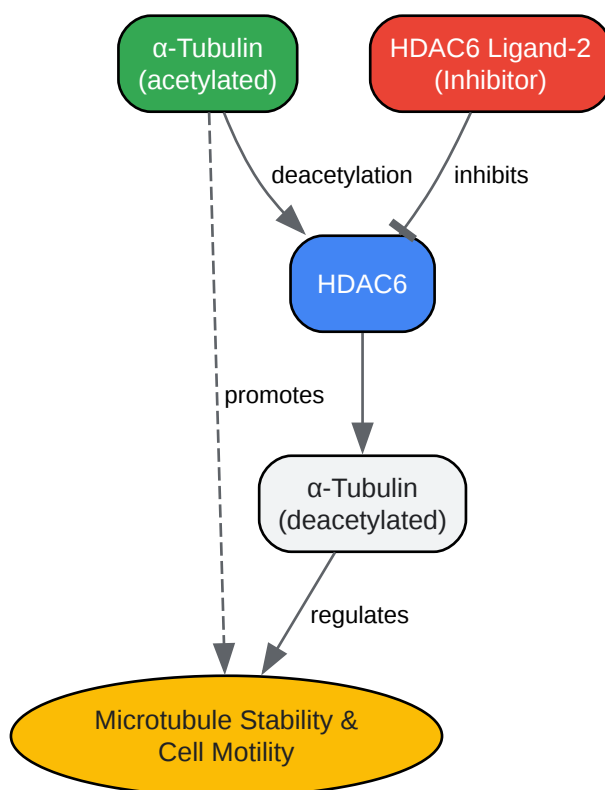 α-Tubulin
(acetylated)
HDAC6 Ligand-2
(Inhibitor)
deacetylation
inhibits
HDAC6
promotes
α-Tubulin
(deacetylated)
regulates
Microtubule Stability &
Cell Motility